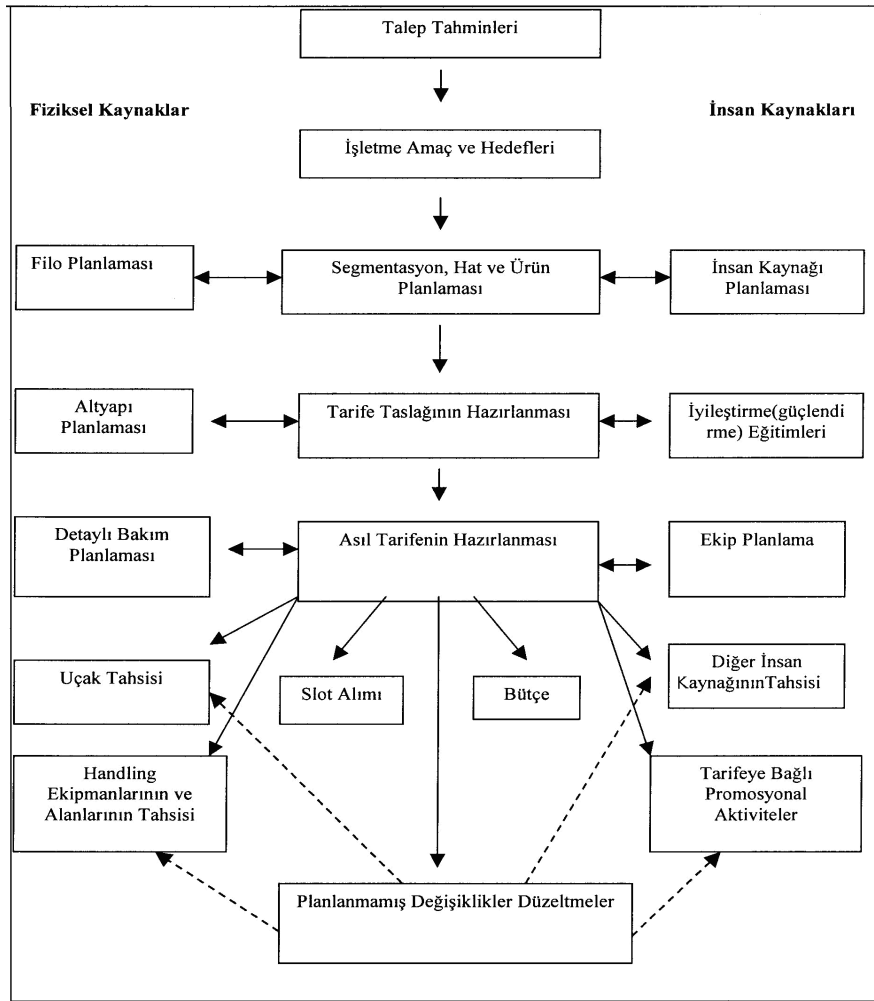 Talep Tahminleri
Fiziksel Kaynaklar
İnsan Kaynakları
İşletme Amaç ve Hedefleri
Filo Planlaması
Segmentasyon, Hat ve Ürün
Planlaması
İnsan Kaynağı
Planlaması
Altyapı
Planlaması
Tarife Taslağının Hazırlanması
İyileştirme(güçlendi
rme) Eğitimleri
Detaylı Bakım
Planlaması
Asıl Tarifenin Hazırlanması
Ekip Planlama
Uçak Tahsisi
Slot Alımı
Bütçe
Diğer İnsan
KaynağınınTahsisi
Handling
Ekipmanlarının ve
Alanlarının Tahsisi
Tarifeye Bağlı
Promosyonal
Aktiviteler
Planlanmamış Değişiklikler Düzeltmeler